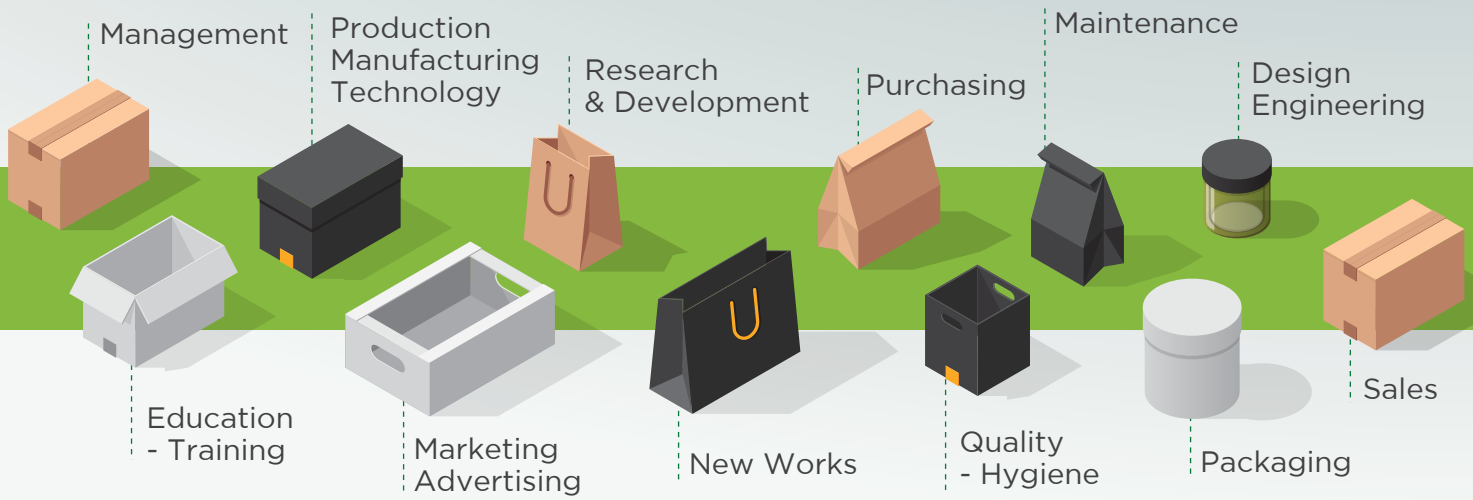 Management
Production
Manufacturing
Technology
Research
& Development
Purchasing
Maintenance
Design
Engineering
Education
- Training
Marketing
Advertising
New Works
Quality
- Hygiene
Packaging
Sales